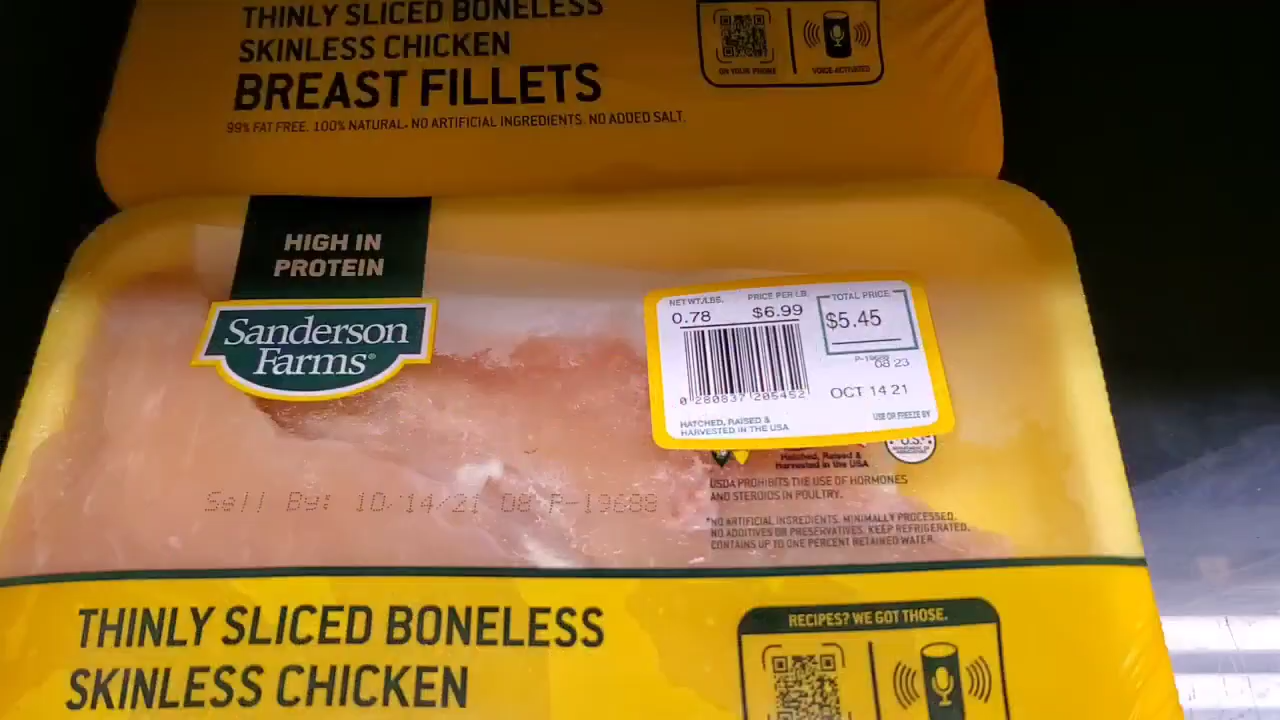 THINLY SLICED BONELESS
SKINLESS CHICKEN
BREAST FILLETS
99% FAT FREE. 100% NATURAL. NO ARTIFICIAL INGREDIENTS. NO ADDED SALT.
ON YOUR PHONE
VOICE-ACTIVATED
HIGH IN
PROTEIN
Sanderson
Farms®
NET WT./LBS. PRICE PER LB. TOTAL PRICE
0.78 $6.99 $5.45
P-19688
08 23
0 280837 205452
OCT 14 21
HATCHED, RAISED & USE OR FREEZE BY
HARVESTED IN THE USA
Hatched, Raised &
Harvested in the USA
USDA PROHIBITS THE USE OF HORMONES
AND STEROIDS IN POULTRY.
Sell By: 10/14/21 08 P-19688
*NO ARTIFICIAL INGREDIENTS. MINIMALLY PROCESSED.
NO ADDITIVES OR PRESERVATIVES. KEEP REFRIGERATED.
CONTAINS UP TO ONE PERCENT RETAINED WATER.
THINLY SLICED BONELESS
SKINLESS CHICKEN
RECIPES? WE GOT THOSE.